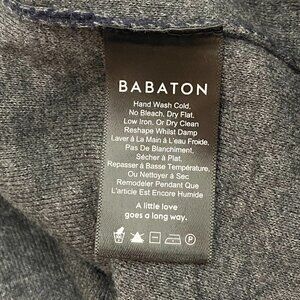 BABATON
Hand Wash Cold,
No Bleach, Dry Flat.
Low Iron, Or Dry Clean
Reshape Whilst Damp
Laver à La Main à L'eau Froide,
Pas De Blanchiment,
Sécher à Plat.
Repasser à Basse Température.
Ou Nettoyer à Sec
Remodeler Pendant Que
L'Article Est Encore Humide
A little love
goes a long way.
P